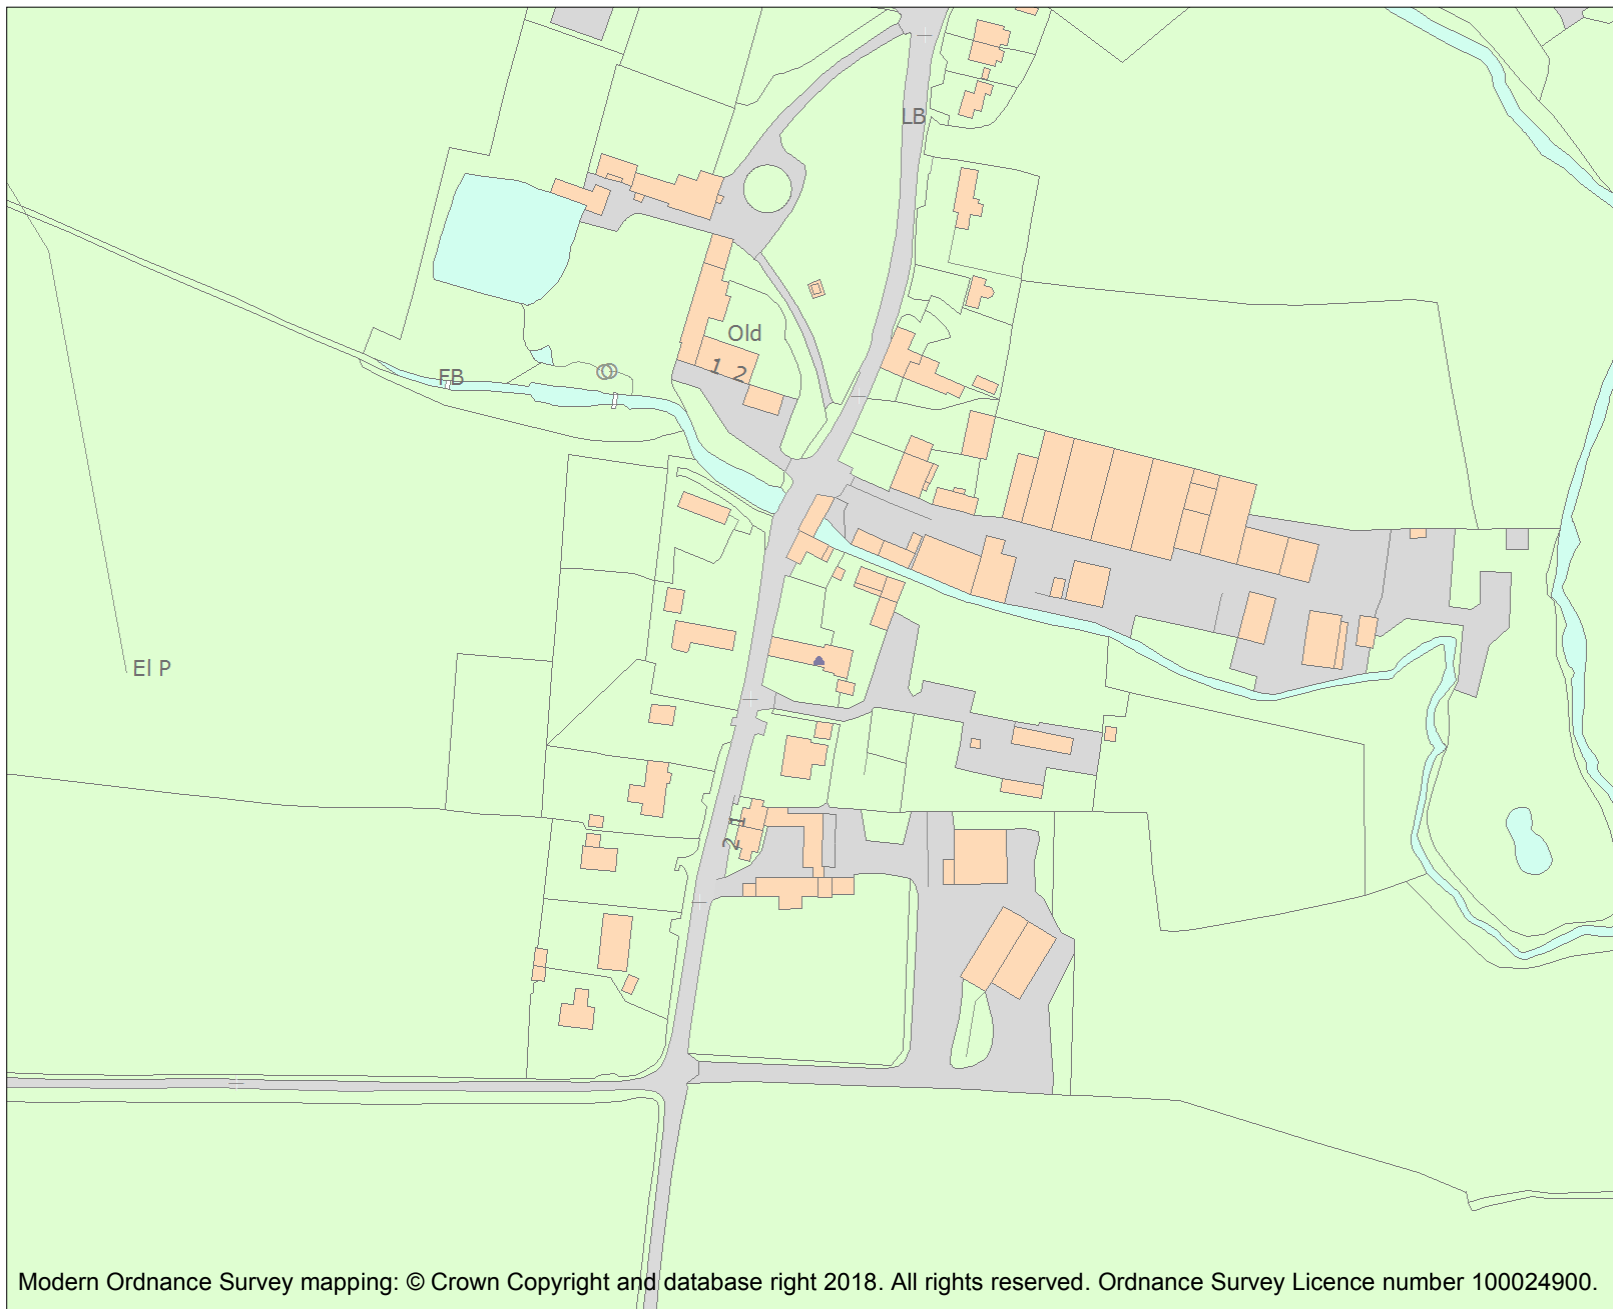 LB
Old
1 2
FB
El P
1
2
Modern Ordnance Survey mapping: © Crown Copyright and database right 2018. All rights reserved. Ordnance Survey Licence number 100024900.